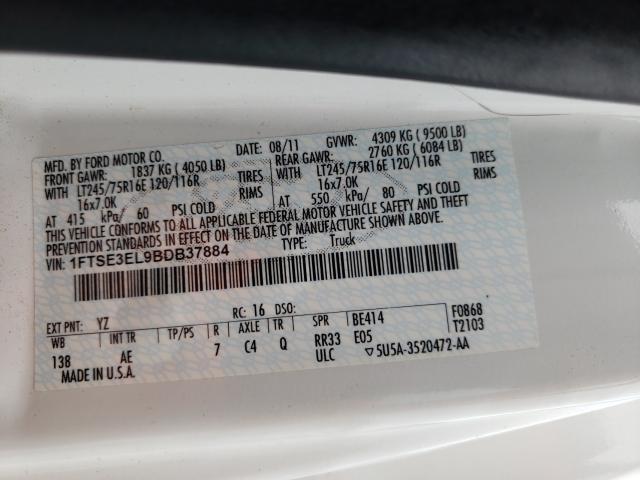 MFD. BY FORD MOTOR CO.
DATE: 08/11 GVWR: 4309 KG ( 9500 LB)
FRONT GAWR: 1837 KG ( 4050 LB) REAR GAWR: 2760 KG ( 6084 LB)
WITH LT245/75R16E 120/116R TIRES WITH LT245/75R16E 120/116R TIRES
16x7.0K RIMS 16x7.0K RIMS
AT 415 kPa/ 60 PSI COLD AT 550 kPa/ 80 PSI COLD
THIS VEHICLE CONFORMS TO ALL APPLICABLE FEDERAL MOTOR VEHICLE SAFETY AND THEFT
PREVENTION STANDARDS IN EFFECT ON THE DATE OF MANUFACTURE SHOWN ABOVE.
VIN: 1FTSE3EL9BDB37884 TYPE: Truck
F0868
T2103
EXT PNT: YZ RC: 16 DSO:
WB INT TR TP/PS R AXLE TR SPR BE414
138 AE 7 C4 Q RR33 E05
MADE IN U.S.A. ULC 5U5A-3520472-AA